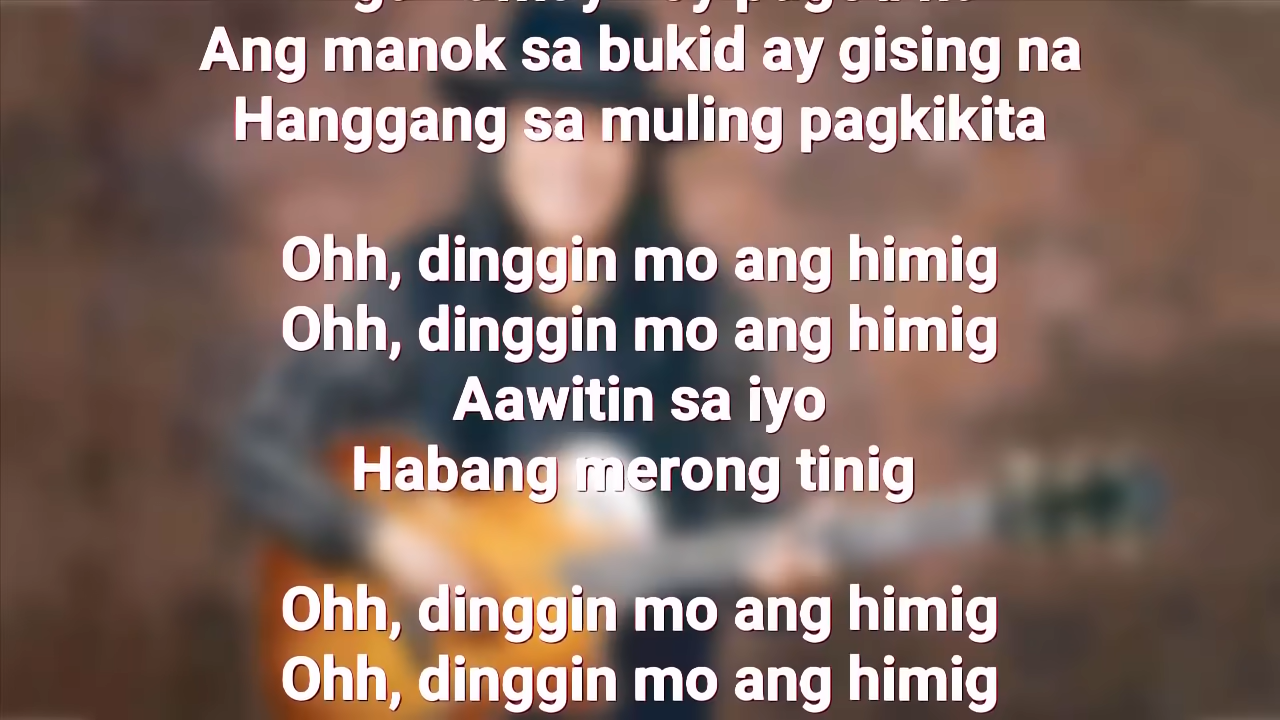 Ang manok sa bukid ay gising na
Hanggang sa muling pagkikita
Ohh, dinggin mo ang himig
Ohh, dinggin mo ang himig
Aawitin sa iyo
Habang merong tinig
Ohh, dinggin mo ang himig
Ohh, dinggin mo ang himig